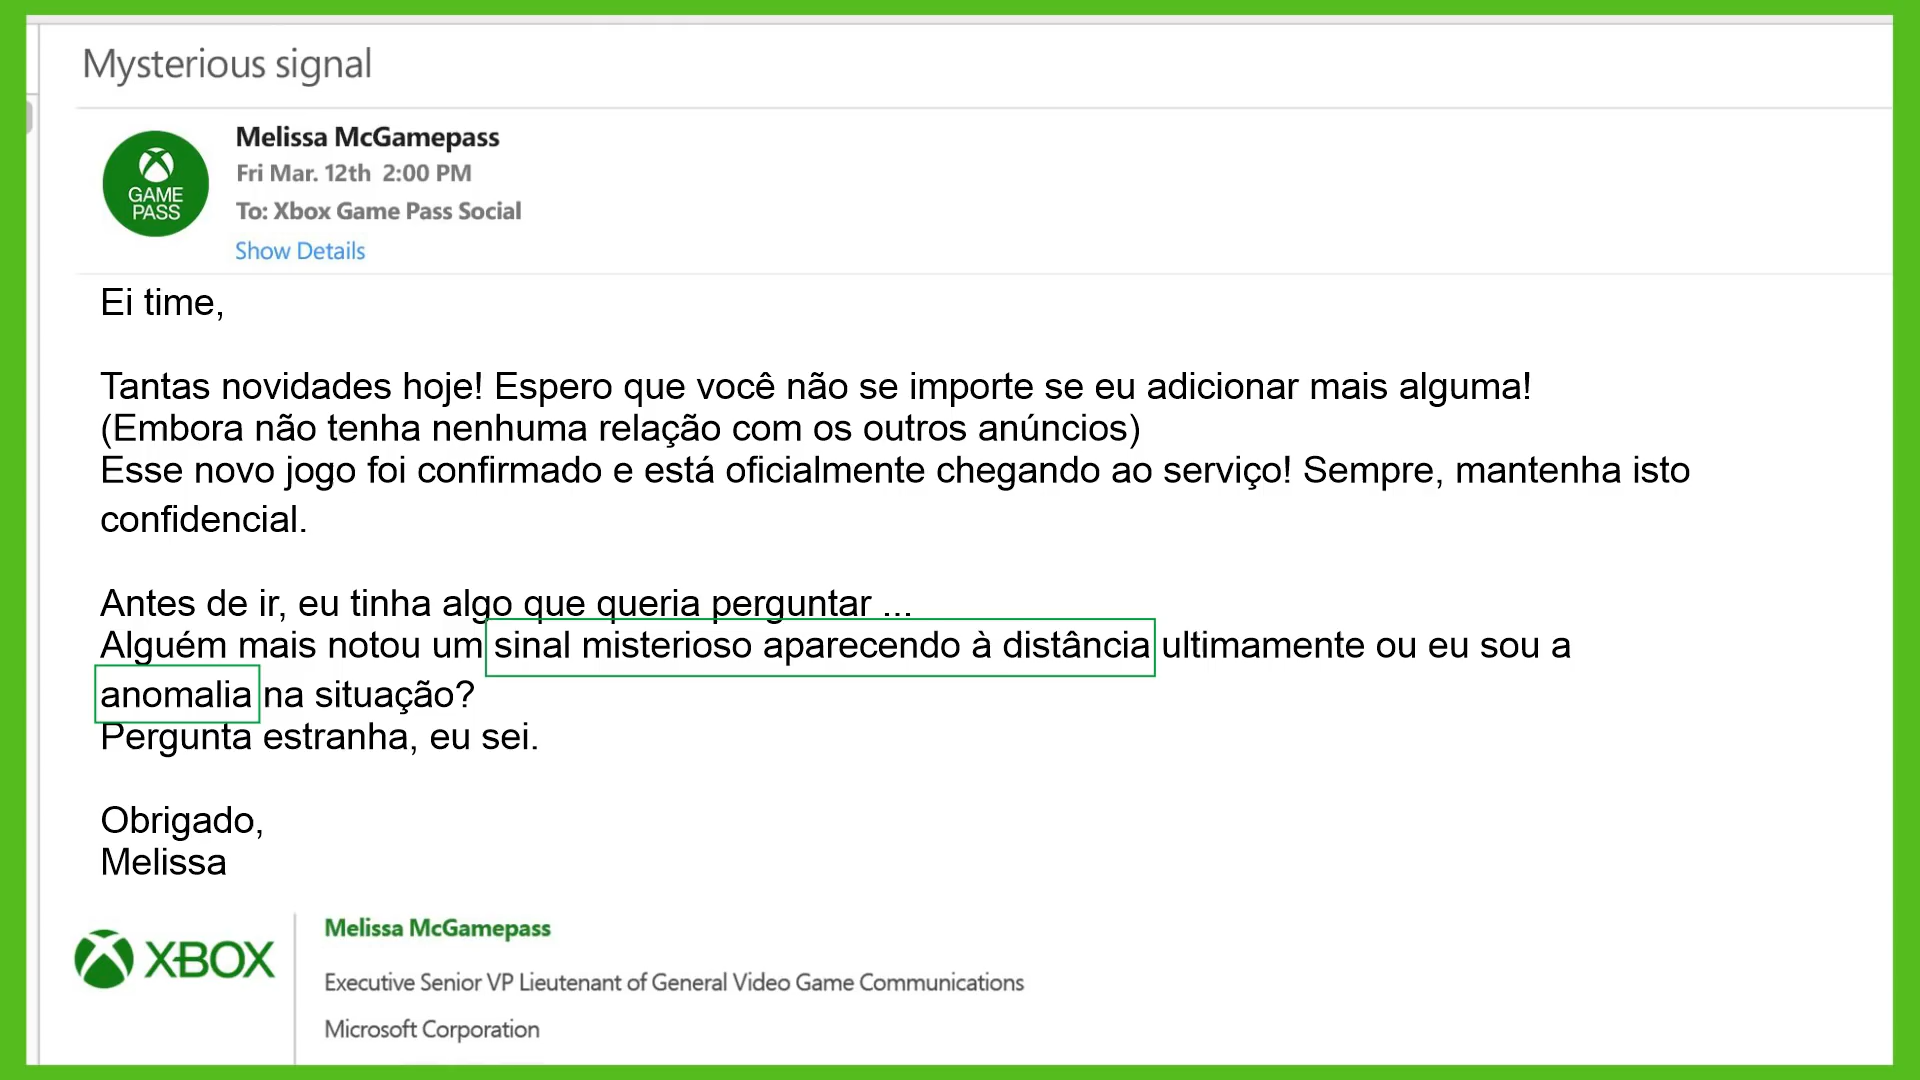 Mysterious signal
GAME
PASS
Melissa McGamepass
Fri Mar. 12th 2:00 PM
To: Xbox Game Pass Social
Show Details
Ei time,
Tantas novidades hoje! Espero que você não se importe se eu adicionar mais alguma!
(Embora não tenha nenhuma relação com os outros anúncios)
Esse novo jogo foi confirmado e está oficialmente chegando ao serviço! Sempre, mantenha isto
confidencial.
Antes de ir, eu tinha algo que queria perguntar ...
Alguém mais notou um sinal misterioso aparecendo à distância ultimamente ou eu sou a
anomalia na situação?
Pergunta estranha, eu sei.
Obrigado,
Melissa
XBOX
Melissa McGamepass
Executive Senior VP Lieutenant of General Video Game Communications
Microsoft Corporation